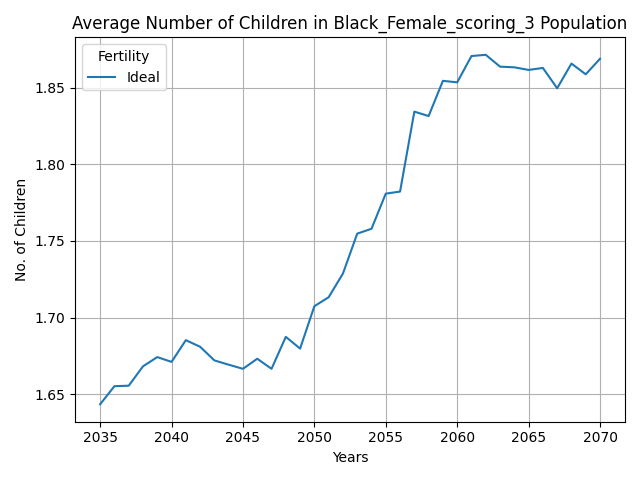 Average Number of Children in Black_Female_scoring_3 Population
Fertility
Ideal
No. of Children
1.85
1.80
1.75
1.70
1.65
2035 2040 2045 2050 2055 2060 2065 2070
Years